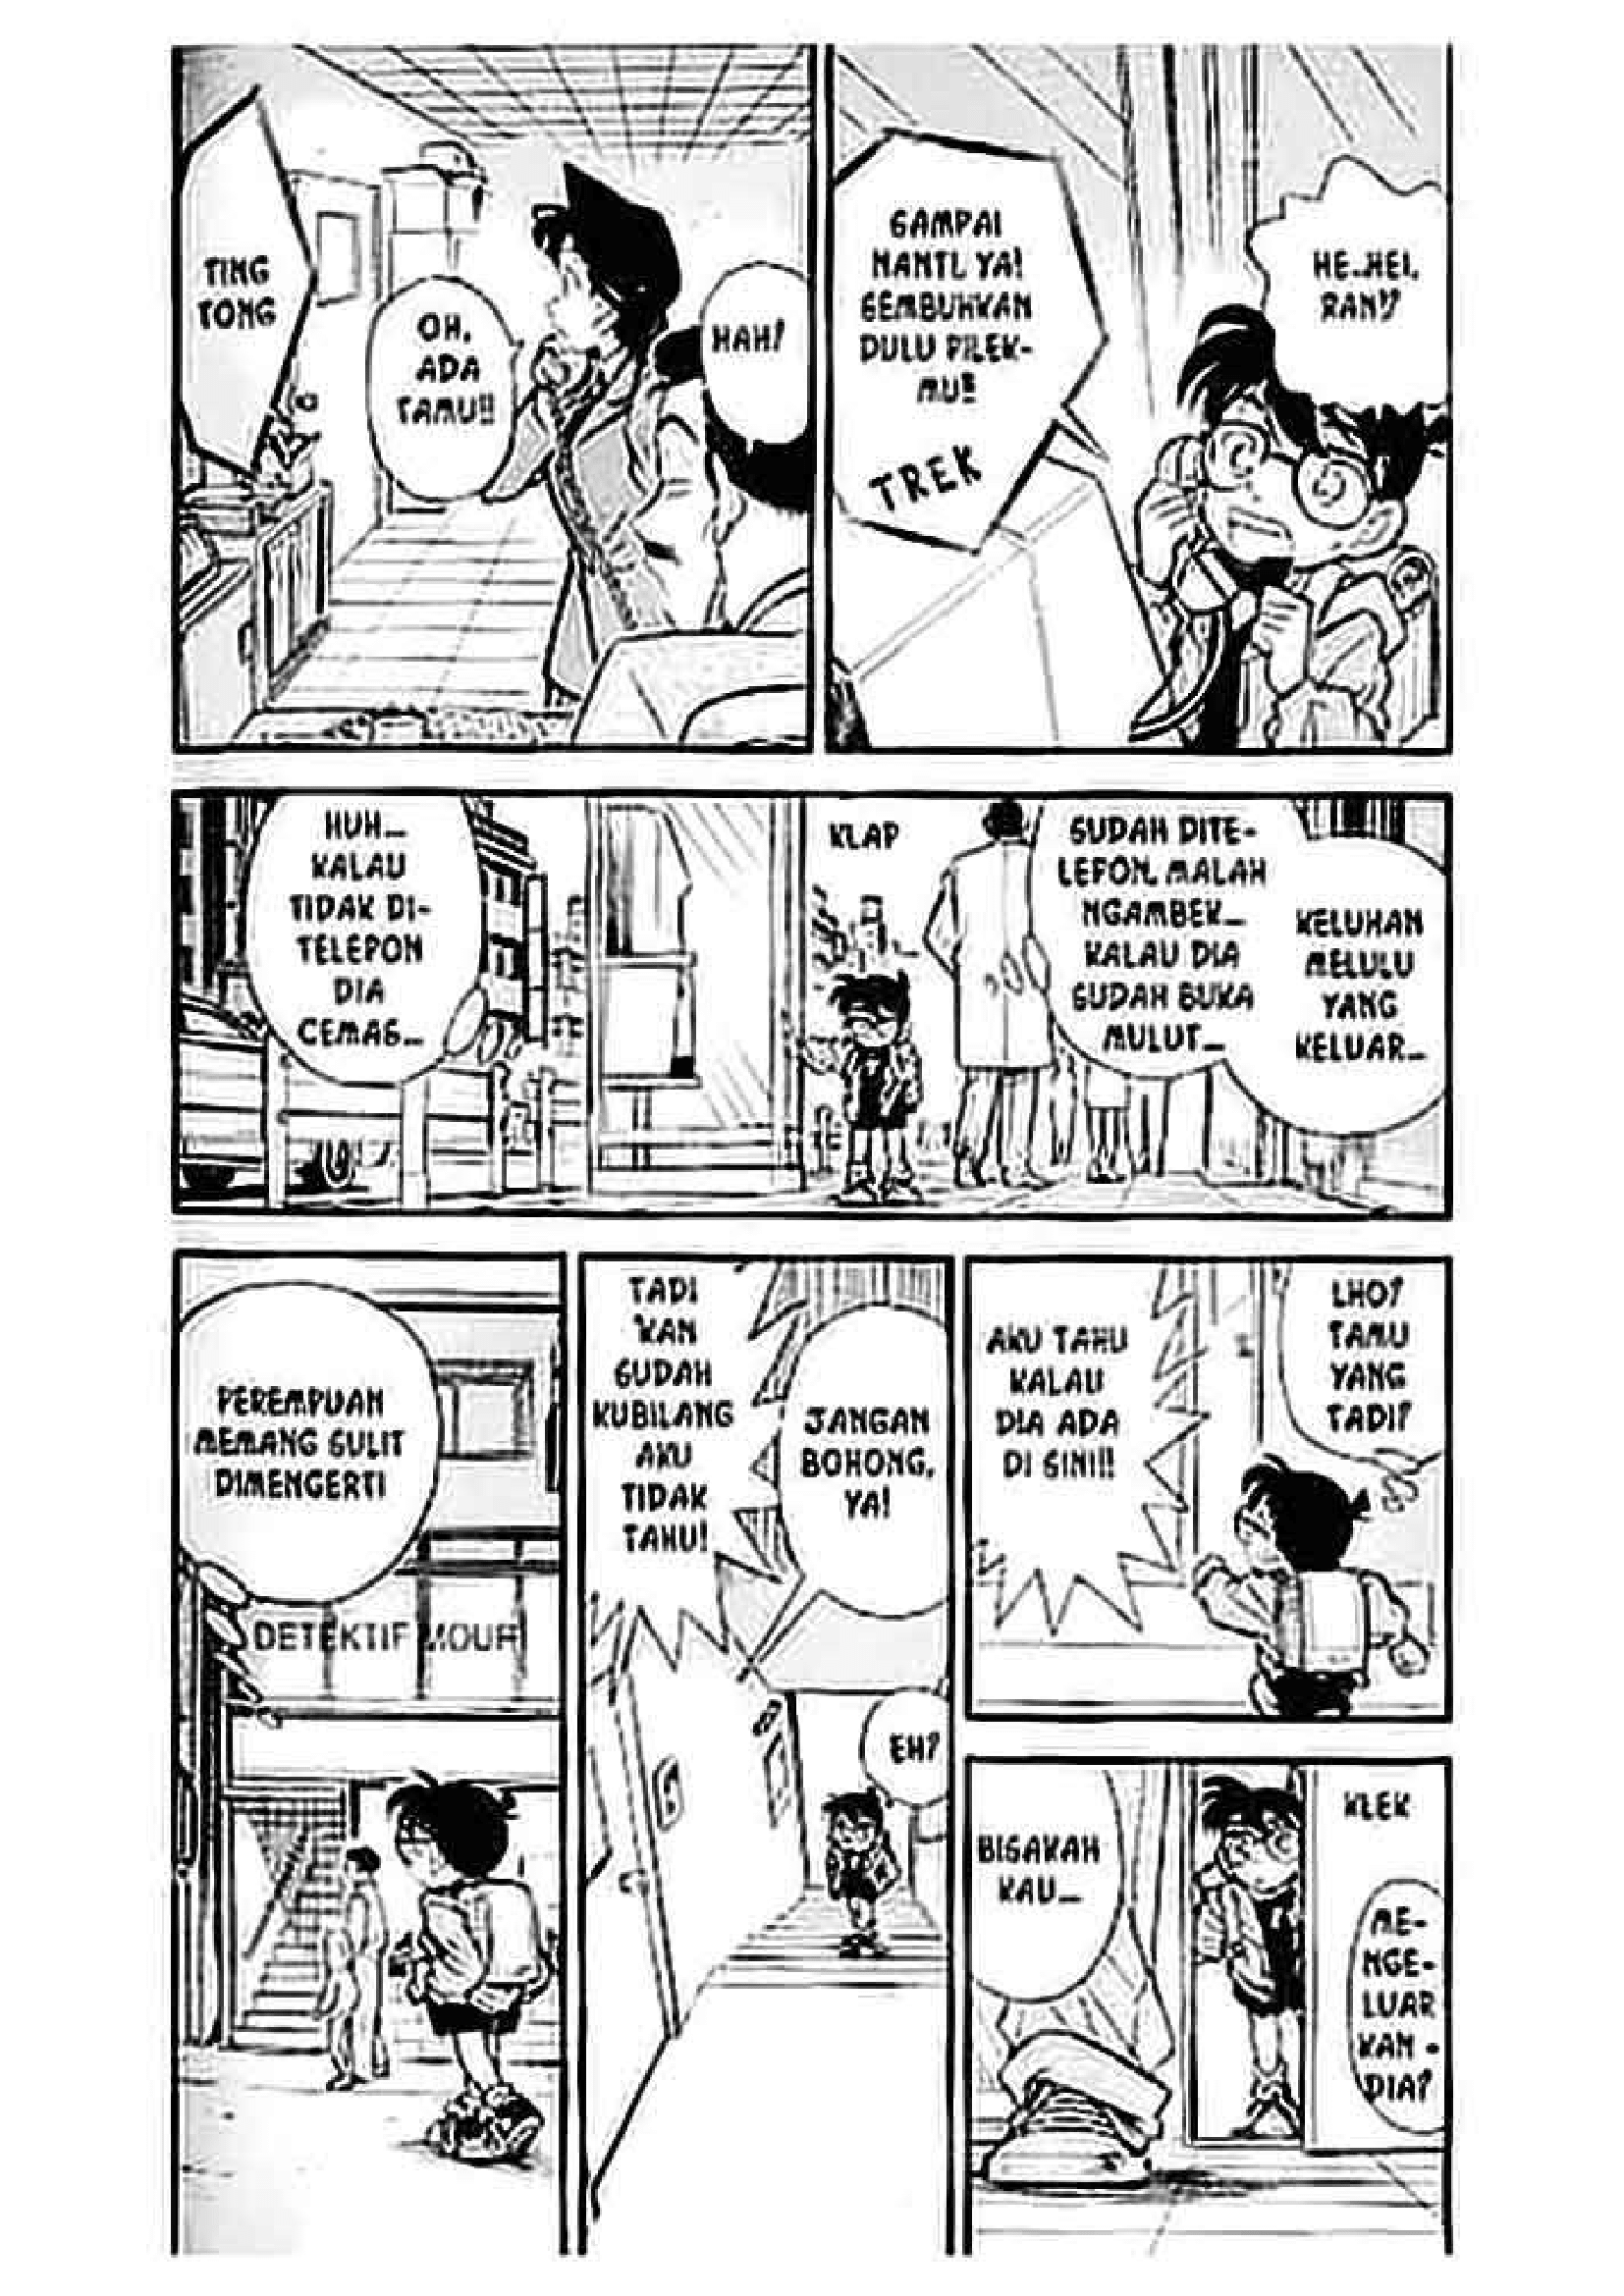 TING
TONG
OH,
ADA
TAMU!!
HAH?
SAMPAI
NANTI, YA!
SEMBUHKAN
DULU PILEK-
MU!!
TREK
HE..HEI,
RAN!?
HUH...
KALAU
TIDAK DI-
TELEPON
DIA
CEMAS...
KLAP
SUDAH DITE-
LEPON, MALAH
NGAMBEK...
KALAU DIA
SUDAH BUKA
MULUT...
KELUHAN
MELULU
YANG
KELUAR...
PEREMPUAN
MEMANG SULIT
DIMENGERTI
DETEKTIF MOURI
TADI
'KAN
SUDAH
KUBILANG
AKU
TIDAK
TAHU!
JANGAN
BOHONG,
YA!
EH?
AKU TAHU
KALAU
DIA ADA
DI SINI!!
LHO?
TAMU
YANG
TADI?
BISAKAH
KAU...
KLEK
ME-
NGE-
LUAR
KAN -
DIA?